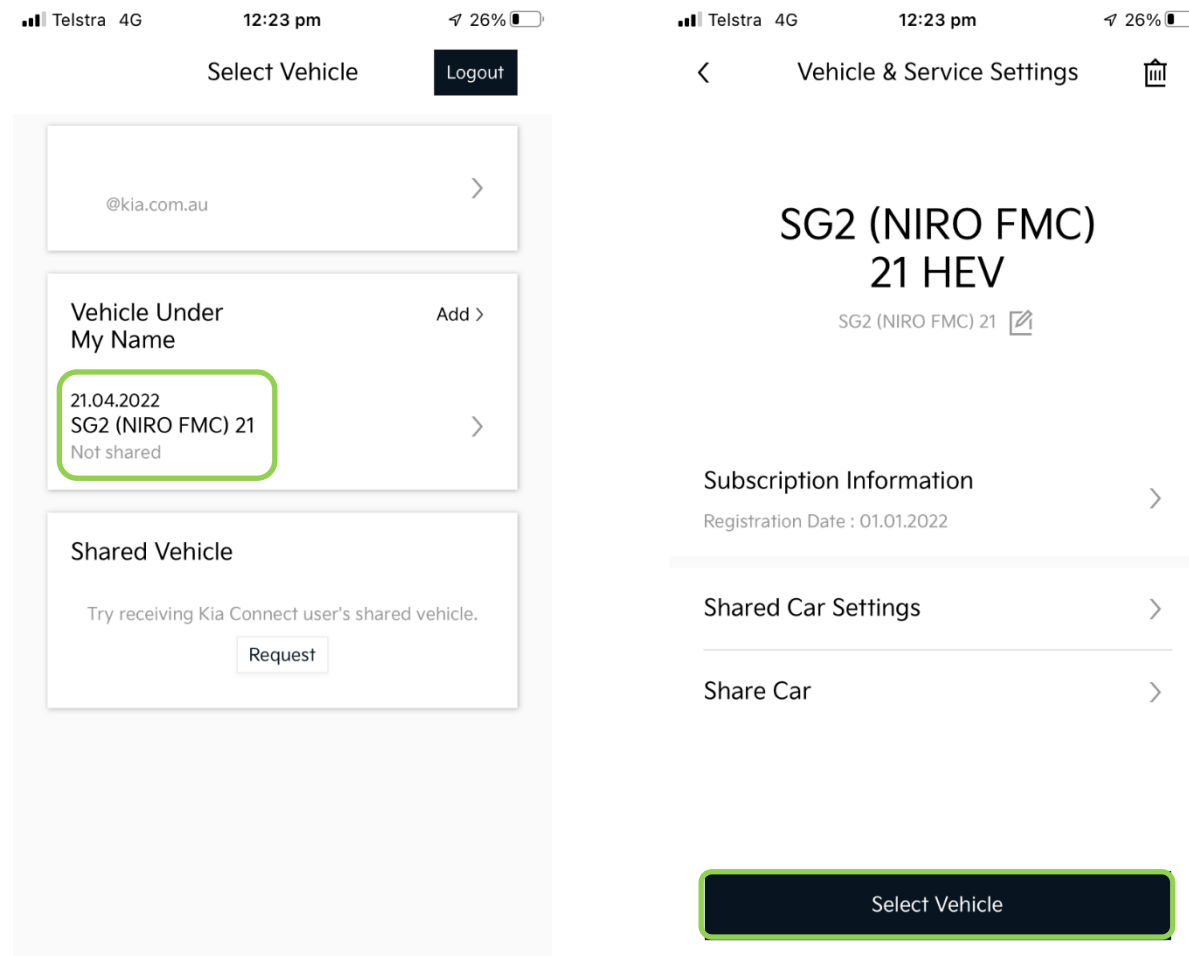 Telstra 4G 12:23 pm 26%
Select Vehicle
Logout
@kia.com.au
Vehicle Under
My Name
Add >
21.04.2022
SG2 (NIRO FMC) 21
Not shared
Shared Vehicle
Try receiving Kia Connect user's shared vehicle.
Request
Telstra 4G 12:23 pm 26%
Vehicle & Service Settings
SG2 (NIRO FMC)
21 HEV
SG2 (NIRO FMC) 21
Subscription Information
Registration Date : 01.01.2022
Shared Car Settings
Share Car
Select Vehicle